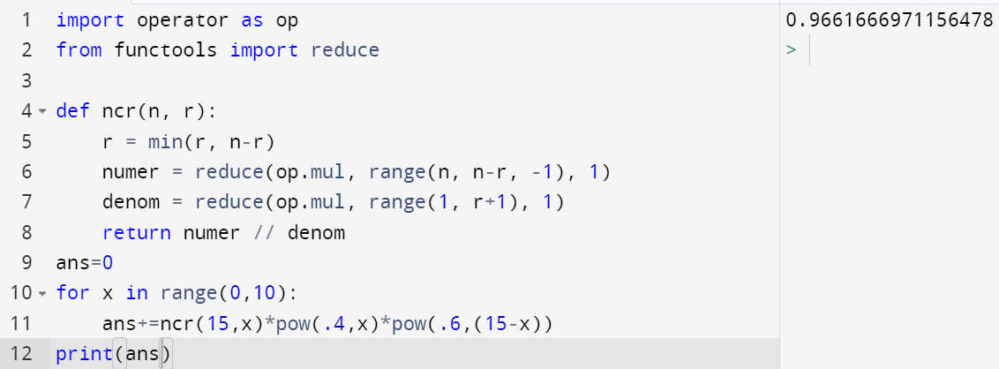 1 import operator as op
2 from functools import reduce
3
4 def ncr(n, r):
5     r = min(r, n-r)
6     numer = reduce(op.mul, range(n, n-r, -1), 1)
7     denom = reduce(op.mul, range(1, r+1), 1)
8     return numer // denom
9 ans=0
10 for x in range(0,10):
11     ans+=ncr(15,x)*pow(.4,x)*pow(.6,(15-x))
12 print(ans)
0.9661666971156478
>